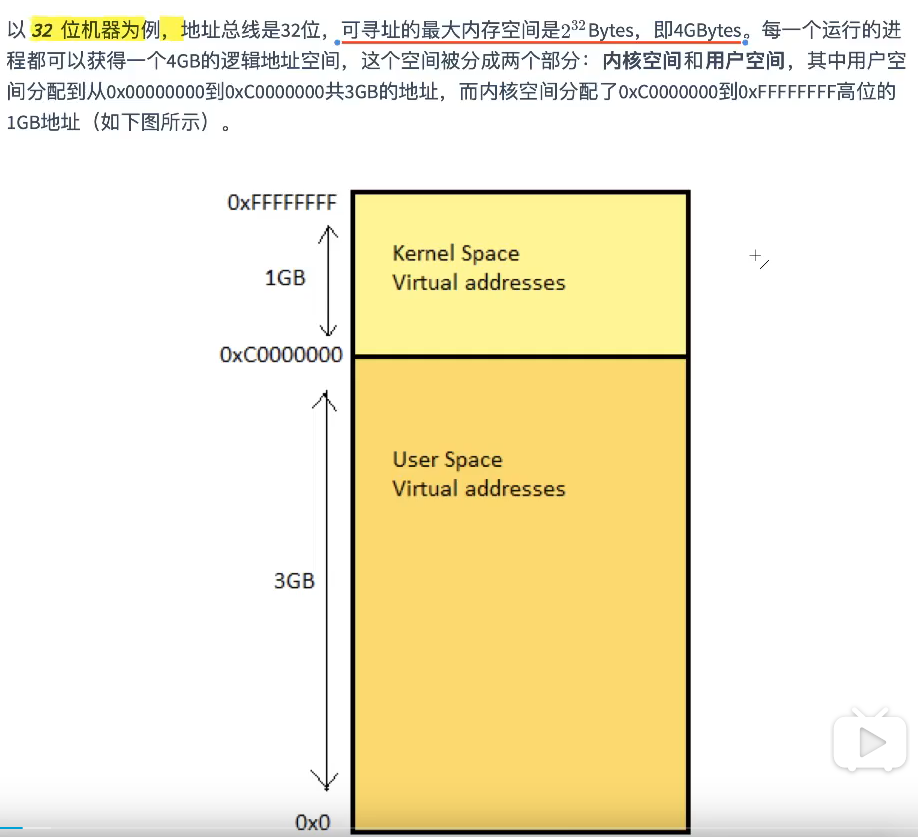 以 32 位机器为例，地址总线是32位，可寻址的最大内存空间是2³²Bytes，即4GBytes。每一个运行的进
程都可以获得一个4GB的逻辑地址空间，这个空间被分成两个部分：内核空间和用户空间，其中用户空
间分配到从0x00000000到0xC0000000共3GB的地址，而内核空间分配了0xC0000000到0xFFFFFFFF高位的
1GB地址（如下图所示）。
0xFFFFFFFF
Kernel Space
Virtual addresses
1GB
0xC0000000
User Space
Virtual addresses
3GB
0x0